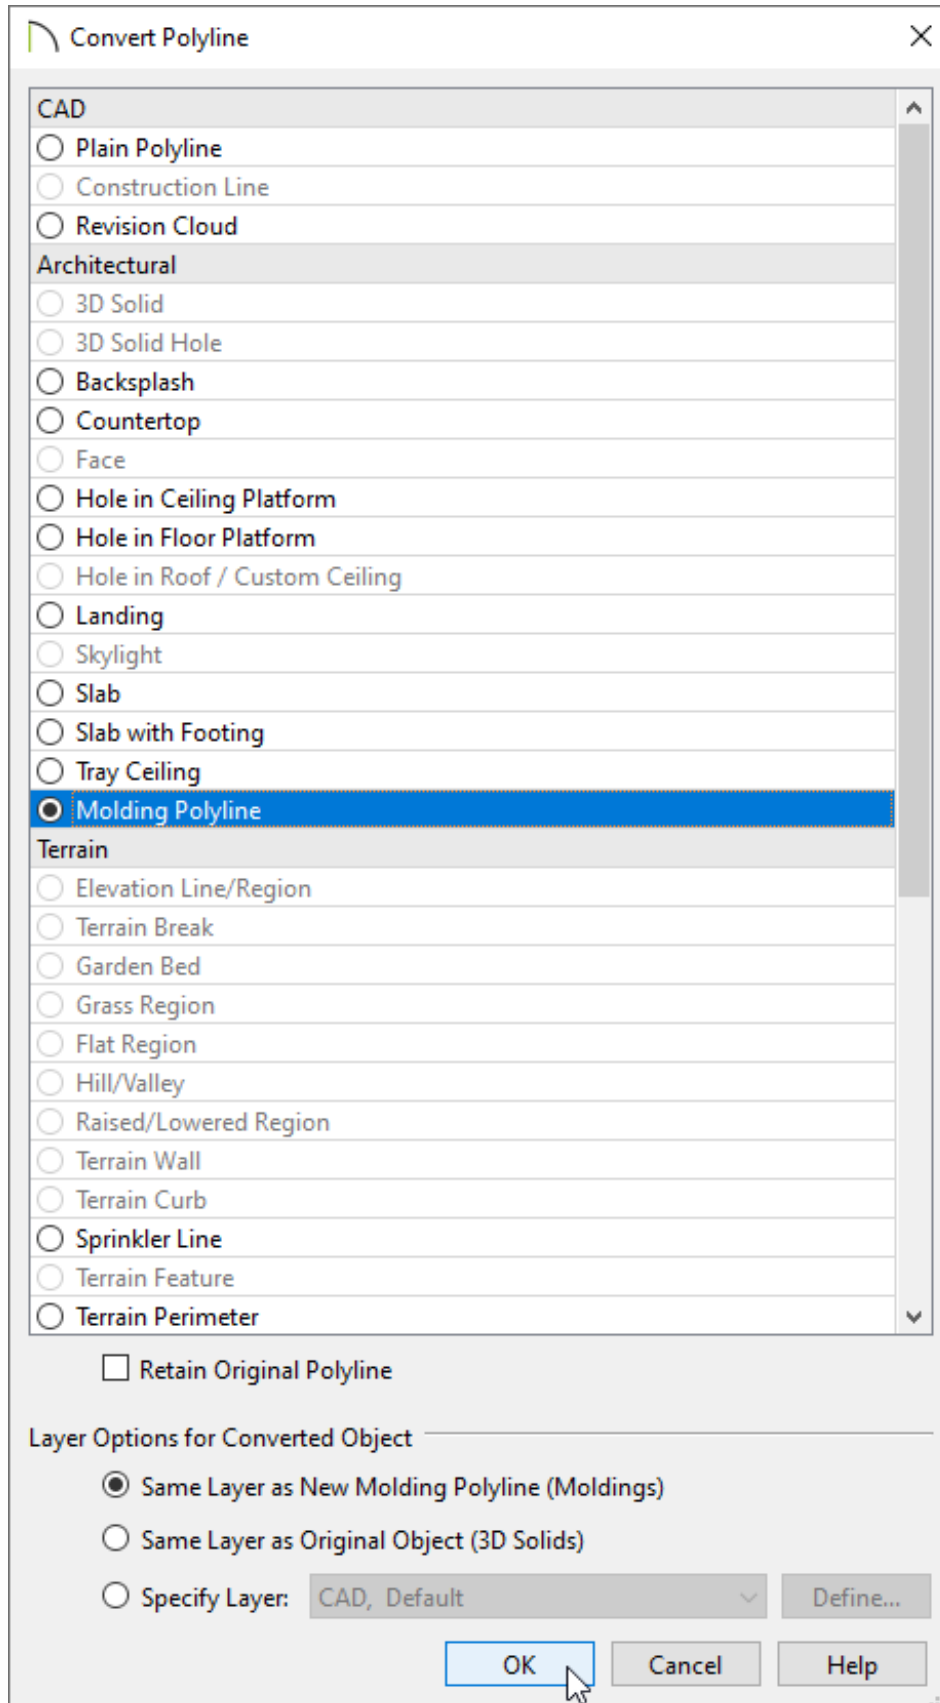 Convert Polyline
CAD
Plain Polyline
Construction Line
Revision Cloud
Architectural
3D Solid
3D Solid Hole
Backsplash
Countertop
Face
Hole in Ceiling Platform
Hole in Floor Platform
Hole in Roof / Custom Ceiling
Landing
Skylight
Slab
Slab with Footing
Tray Ceiling
Molding Polyline
Terrain
Elevation Line/Region
Terrain Break
Garden Bed
Grass Region
Flat Region
Hill/Valley
Raised/Lowered Region
Terrain Wall
Terrain Curb
Sprinkler Line
Terrain Feature
Terrain Perimeter
Retain Original Polyline
Layer Options for Converted Object
Same Layer as New Molding Polyline (Moldings)
Same Layer as Original Object (3D Solids)
Specify Layer: CAD, Default Define...
OK Cancel Help